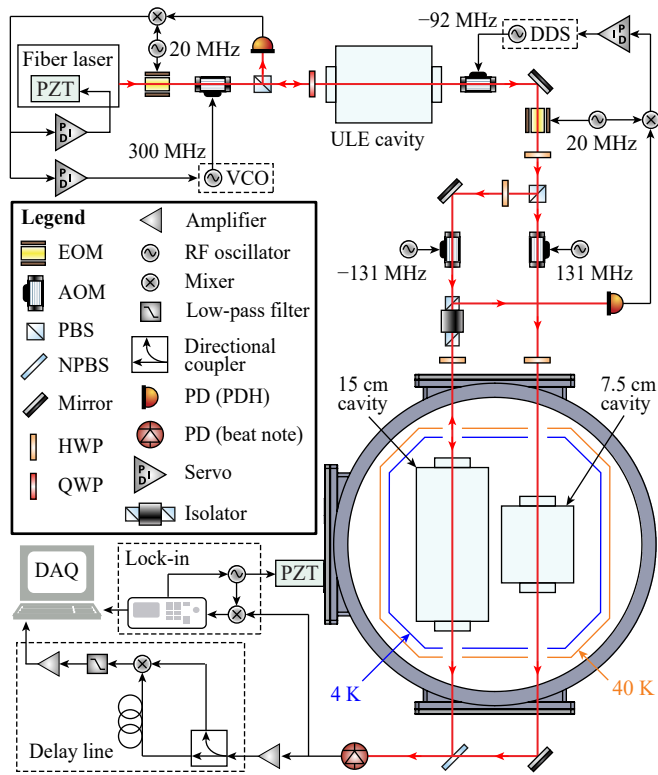 −92 MHz
DDS
P I D
20 MHz
Fiber laser
PZT
P I D
ULE cavity
20 MHz
300 MHz
P I D
VCO
Legend
EOM
AOM
PBS
NPBS
Mirror
HWP
QWP
Amplifier
RF oscillator
Mixer
Low-pass filter
Directional
coupler
PD (PDH)
PD (beat note)
P I D
Servo
Isolator
−131 MHz
131 MHz
15 cm
cavity
7.5 cm
cavity
Lock-in
DAQ
PZT
4 K
40 K
Delay line